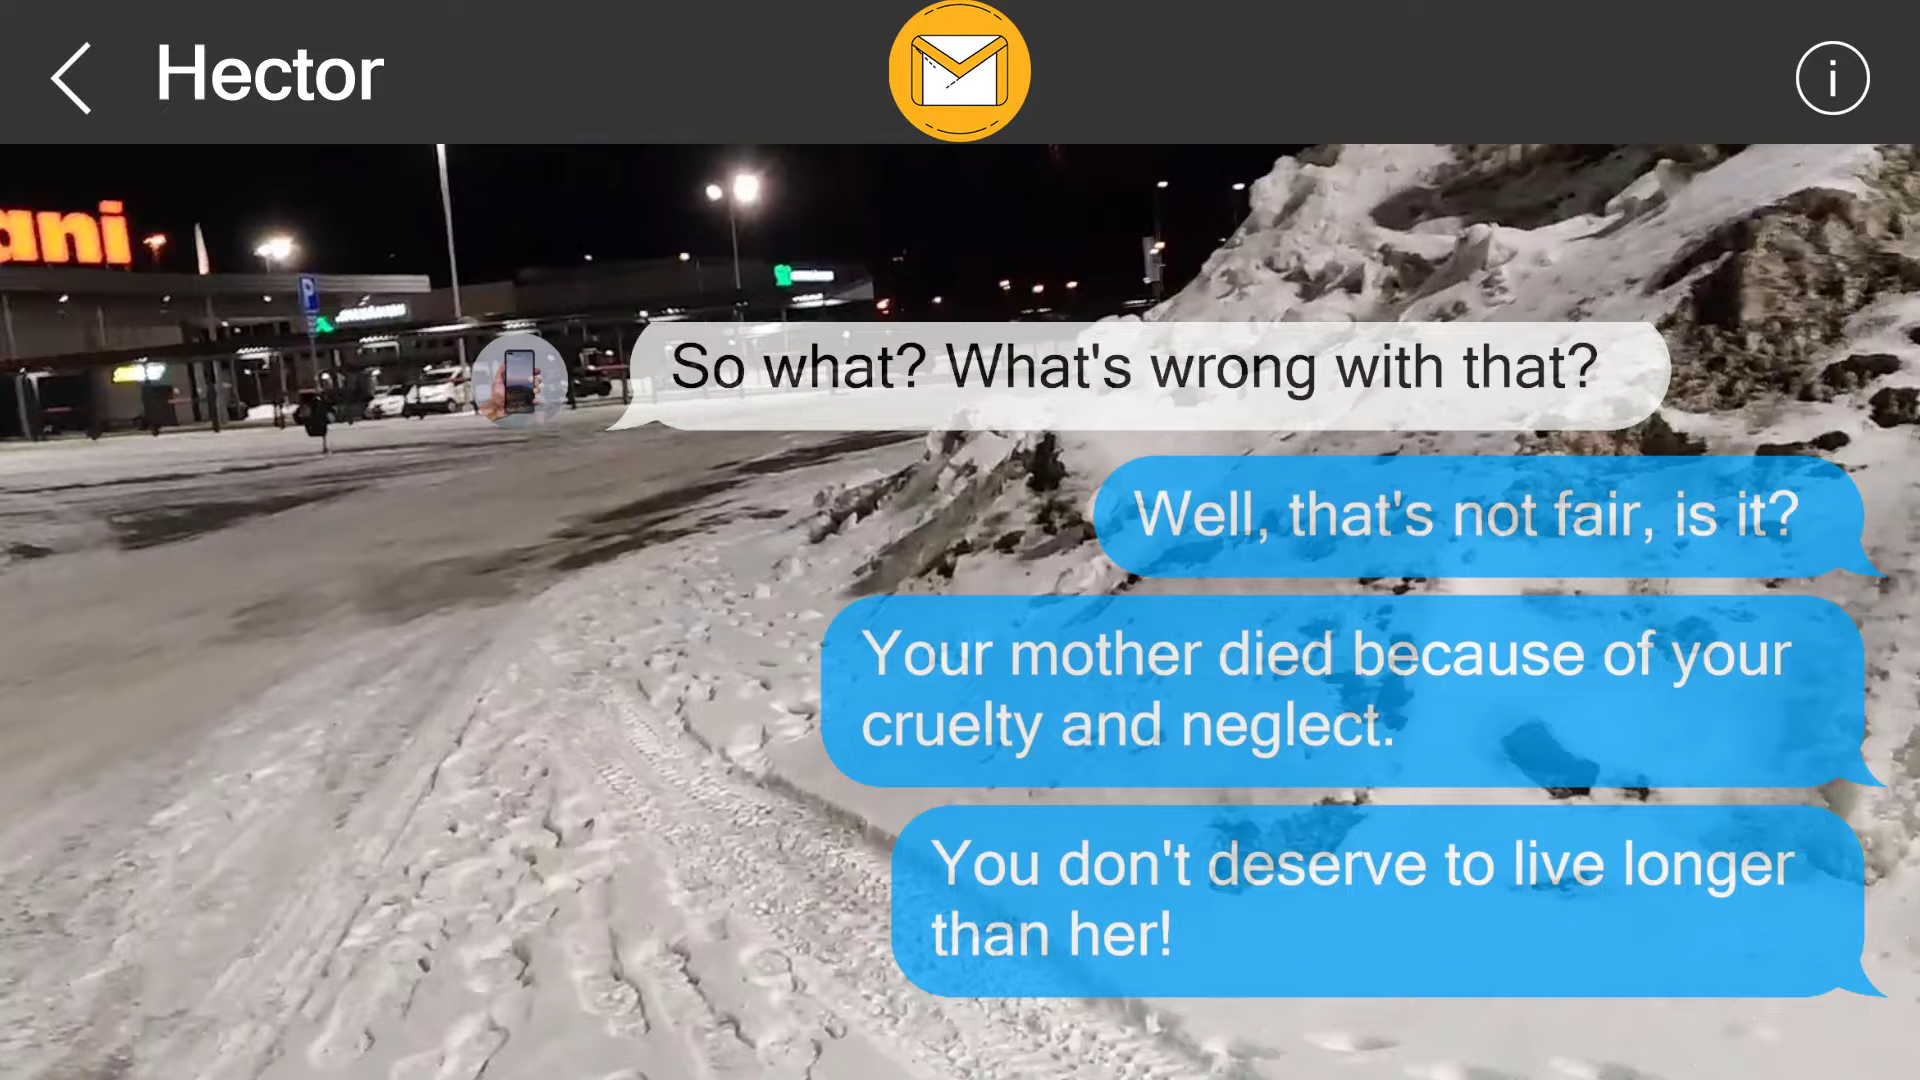 Hector
ani
P
So what? What's wrong with that?
Well, that's not fair, is it?
Your mother died because of your
cruelty and neglect.
You don't deserve to live longer
than her!